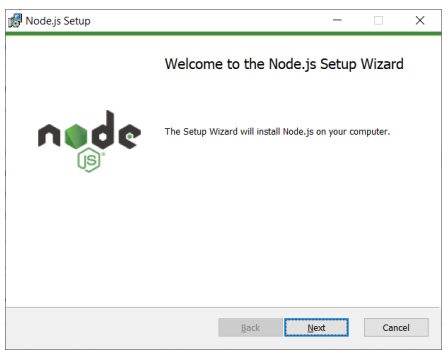 Node.js Setup
Welcome to the Node.js Setup Wizard
The Setup Wizard will install Node.js on your computer.
node
JS
Back
Next
Cancel